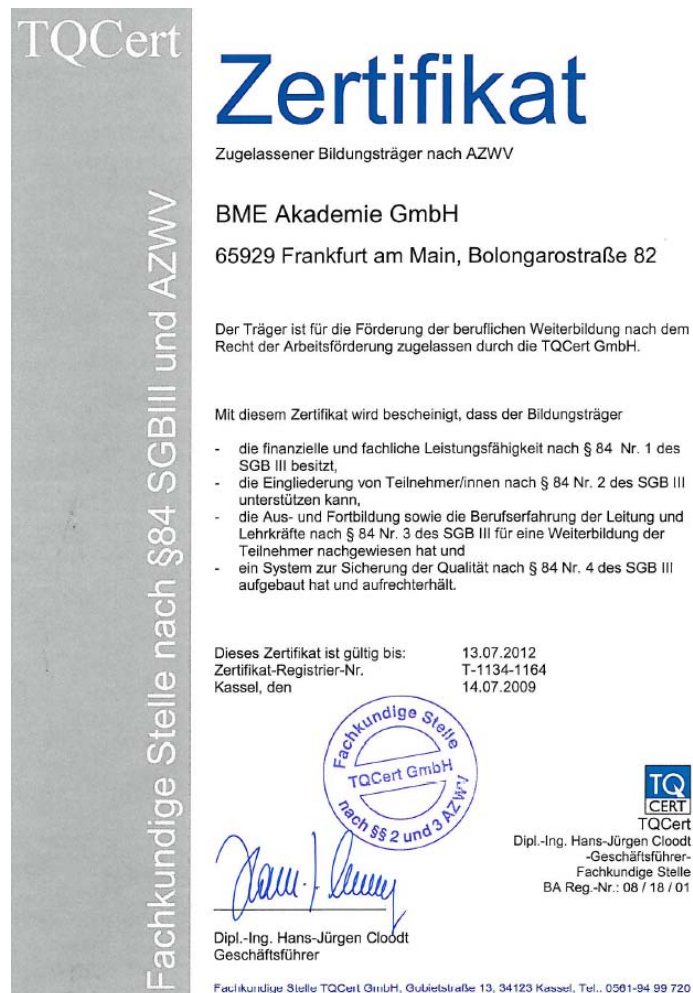 TQCert
Fachkundige Stelle nach §84 SGBIII und AZWV
Zertifikat
Zugelassener Bildungsträger nach AZWV
BME Akademie GmbH
65929 Frankfurt am Main, Bolongarostraße 82
Der Träger ist für die Förderung der beruflichen Weiterbildung nach dem
Recht der Arbeitsförderung zugelassen durch die TQCert GmbH.
Mit diesem Zertifikat wird bescheinigt, dass der Bildungsträger
- die finanzielle und fachliche Leistungsfähigkeit nach § 84 Nr. 1 des
SGB III besitzt,
- die Eingliederung von Teilnehmer/innen nach § 84 Nr. 2 des SGB III
unterstützen kann,
- die Aus- und Fortbildung sowie die Berufserfahrung der Leitung und
Lehrkräfte nach § 84 Nr. 3 des SGB III für eine Weiterbildung der
Teilnehmer nachgewiesen hat und
- ein System zur Sicherung der Qualität nach § 84 Nr. 4 des SGB III
aufgebaut hat und aufrechterhält.
Dieses Zertifikat ist gültig bis: 13.07.2012
Zertifikat-Registrier-Nr. T-1134-1164
Kassel, den 14.07.2009
Fachkundige Stelle
TQCert GmbH
nach §§ 2 und 3 AZWV
TQ
CERT
TQCert
Dipl.-Ing. Hans-Jürgen Cloodt
-Geschäftsführer-
Fachkundige Stelle
BA Reg.-Nr.: 08 / 18 / 01
Dipl.-Ing. Hans-Jürgen Cloodt
Geschäftsführer
Fachkundige Stelle TQCert GmbH, Gobietstraße 13, 34123 Kassel, Tel.. 0561-94 99 720